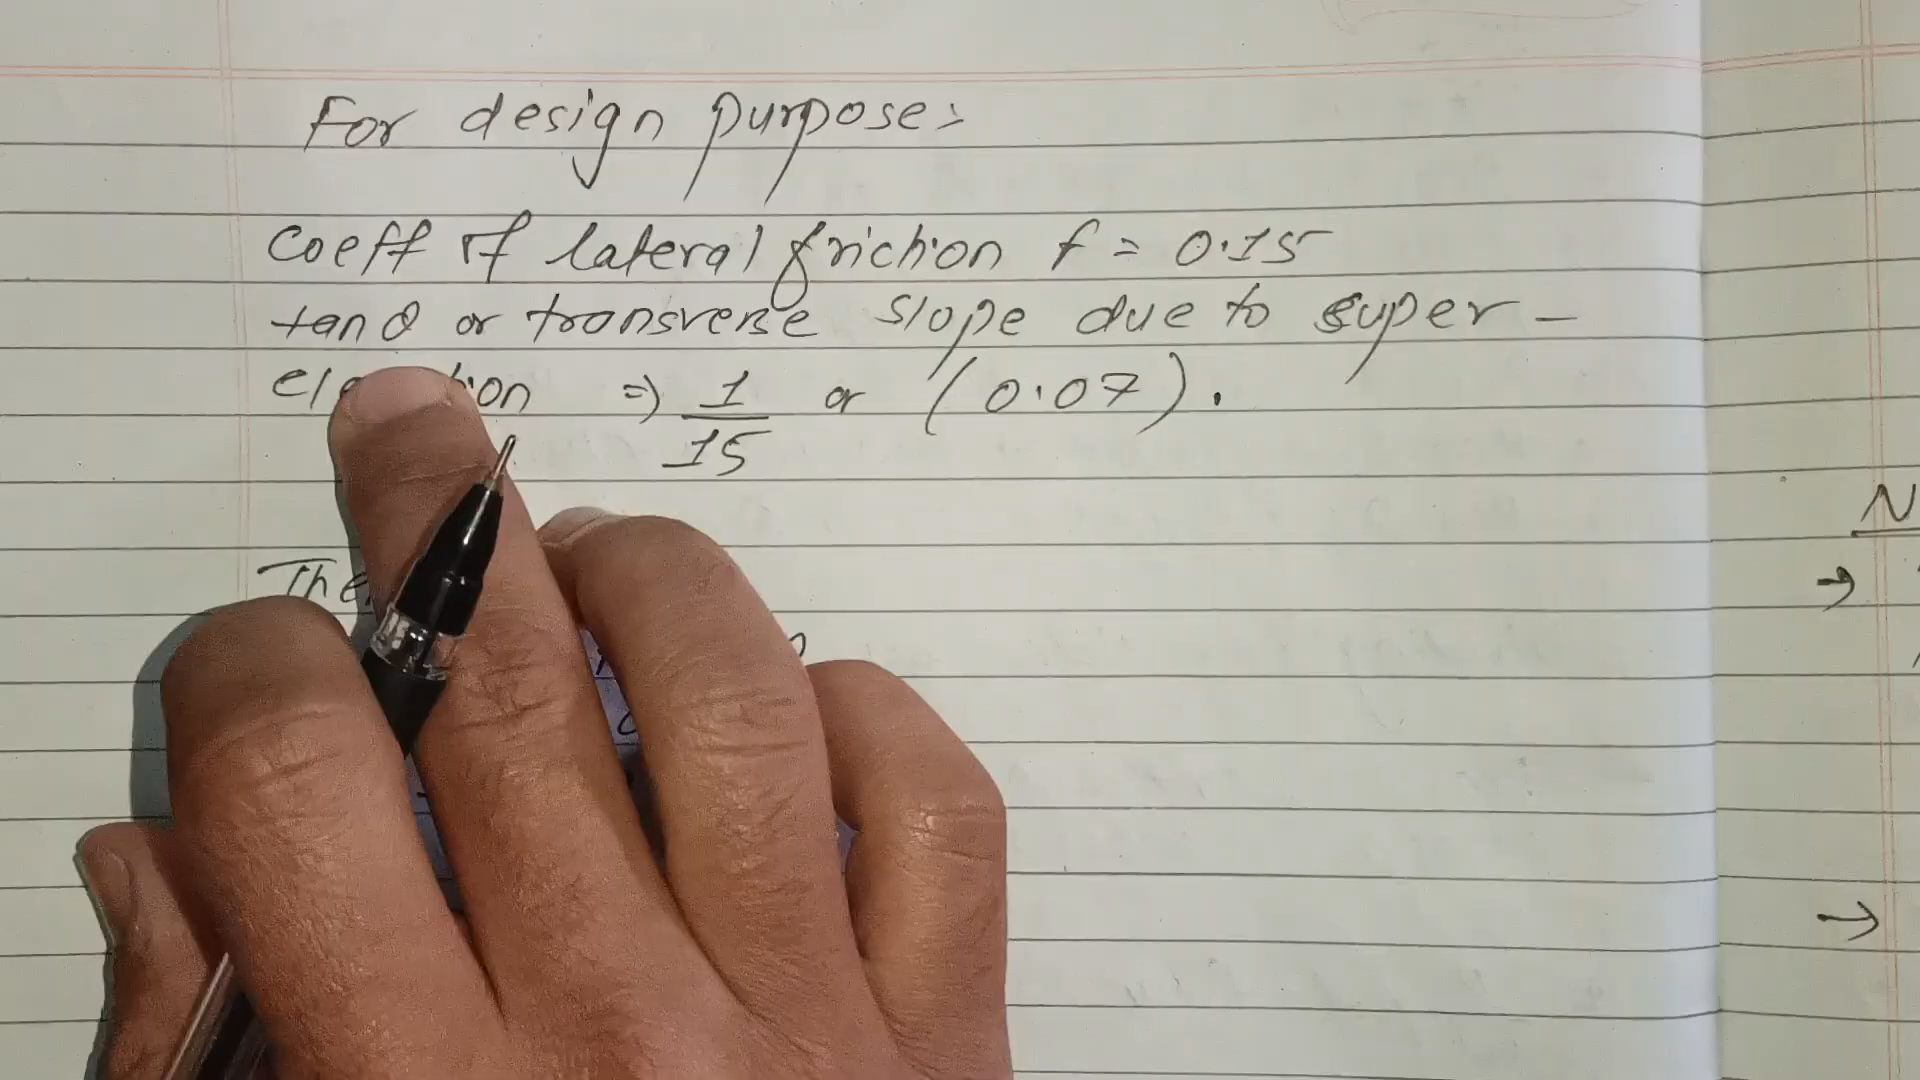 For design purpose:
Coeff of lateral friction f = 0.15
tan θ or transverse slope due to super-
⇒ 1/15 or (0.07).